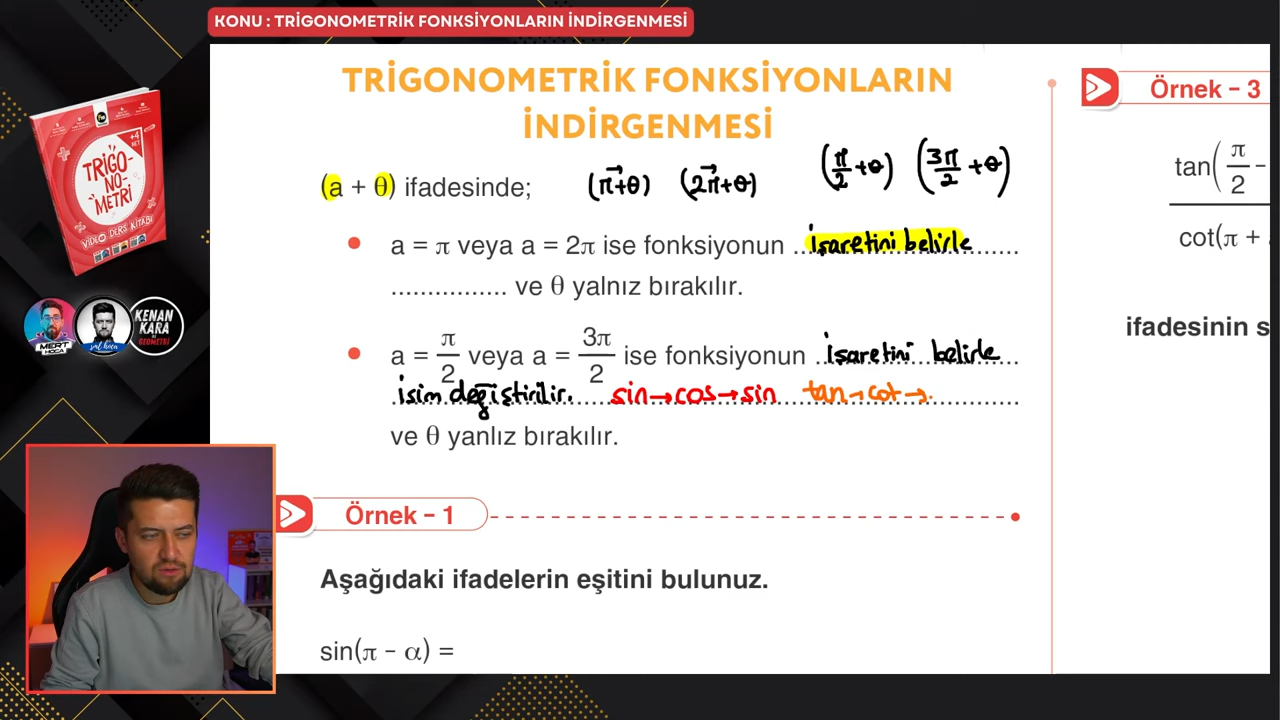 KONU : TRİGONOMETRİK FONKSİYONLARIN İNDİRGENMESİ
+4 NET
TRİGO-
NO-
METRİ
VİDEO DERS KİTABI
MERT HOCA
KENAN KARA
GEOMETRİ
TRİGONOMETRİK FONKSİYONLARIN
İNDİRGENMESİ
(a + θ) ifadesinde; (π+θ) (2π+θ) (π/2 +θ) (3π/2 +θ)
• a = π veya a = 2π ise fonksiyonun ... işaretini belirle ......
................ ve θ yalnız bırakılır.
• a = π/2 veya a = 3π/2 ise fonksiyonun ... işaretini belirle ...
isim değiştirilir. sin→cos→sin tan→cot→
ve θ yanlız bırakılır.
Örnek – 1
Aşağıdaki ifadelerin eşitini bulunuz.
sin(π – α) =
Örnek – 3
tan(π/2 –
cot(π +
ifadesinin s